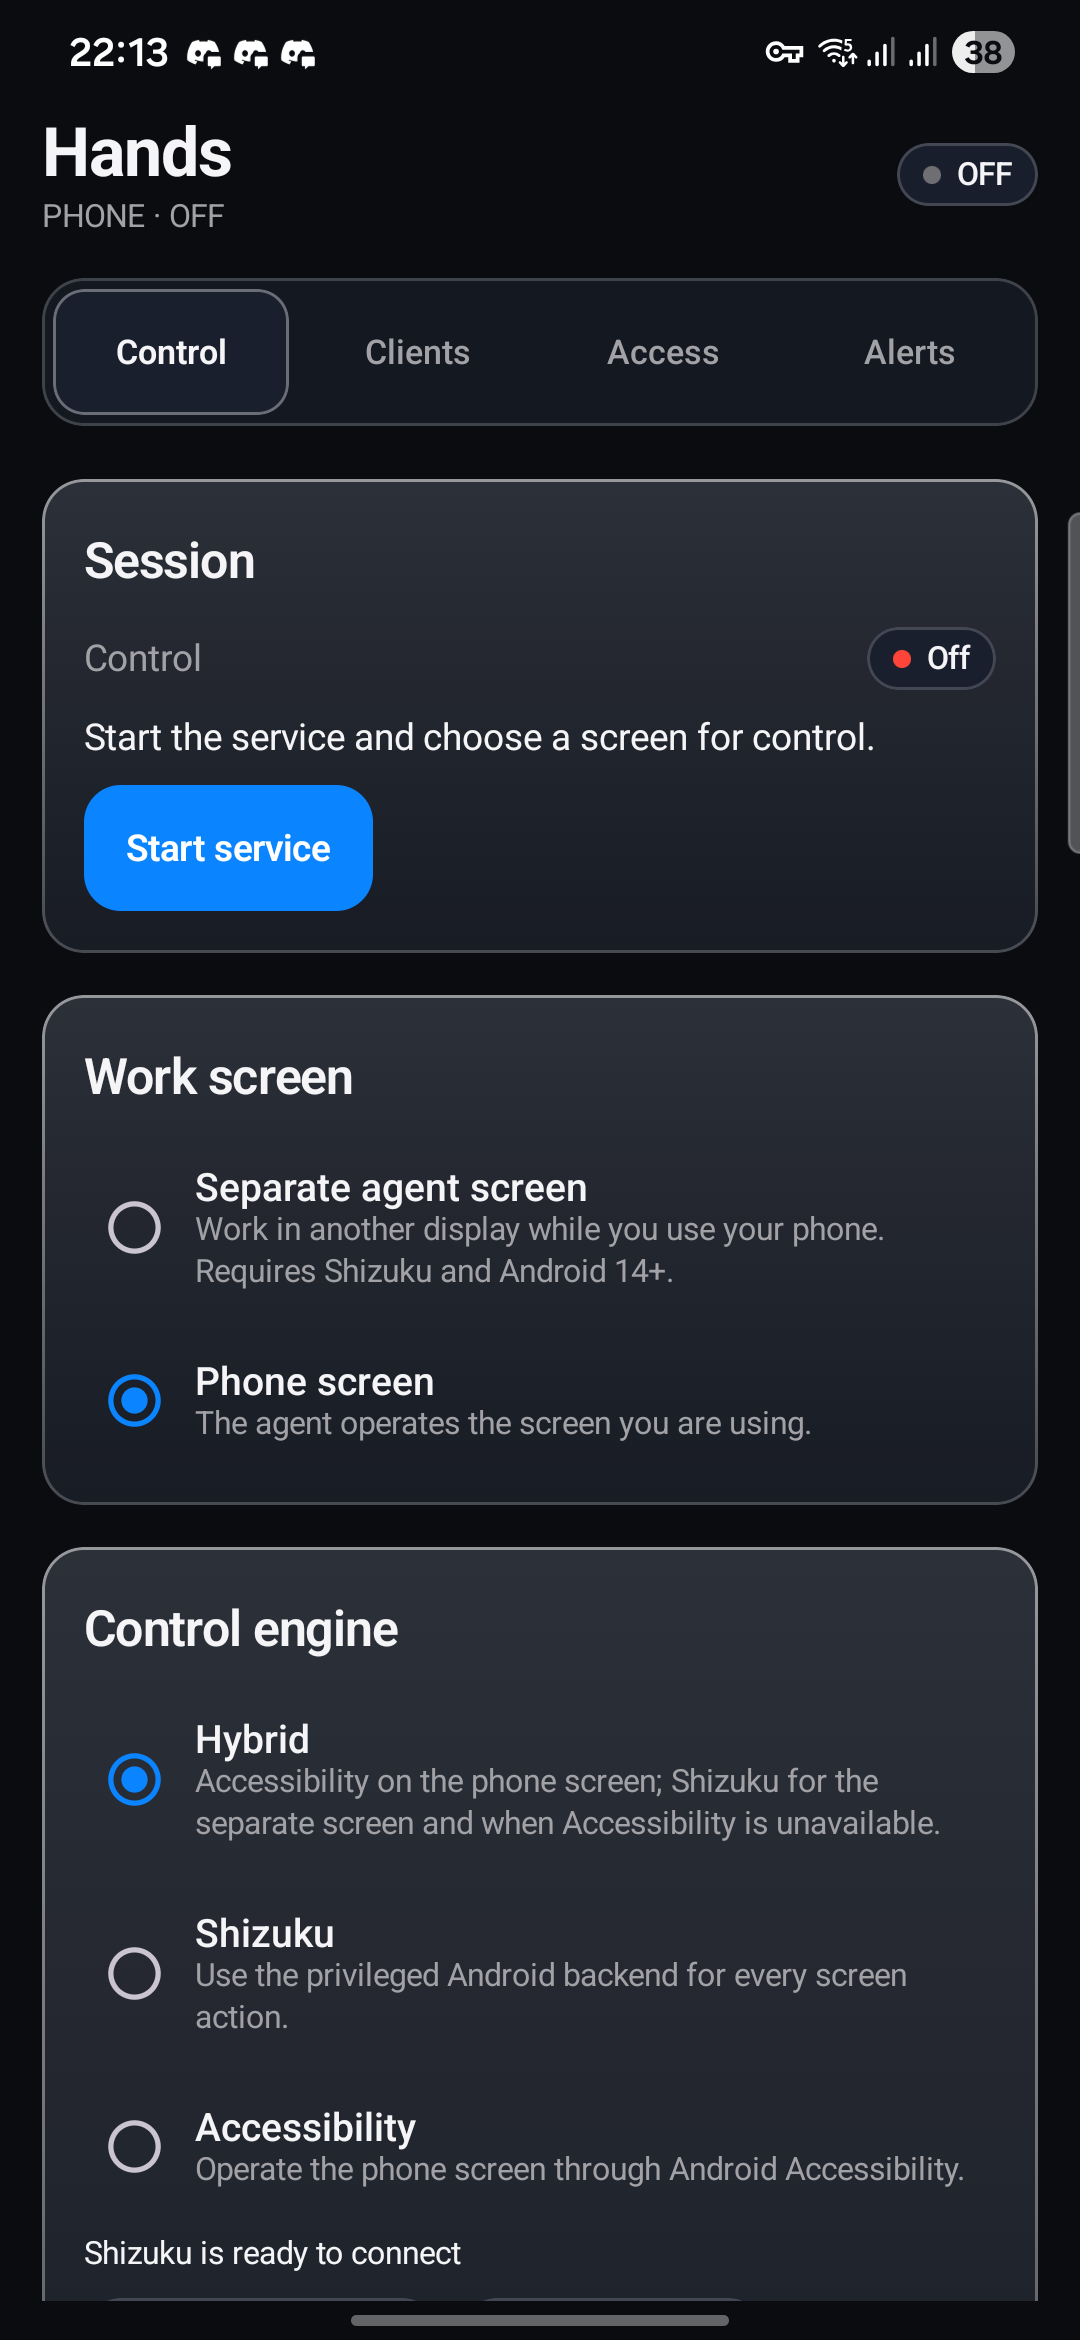 22:13
5
38
Hands
OFF
PHONE · OFF
Control
Clients
Access
Alerts
Session
Control
Off
Start the service and choose a screen for control.
Start service
Work screen
Separate agent screen
Work in another display while you use your phone.
Requires Shizuku and Android 14+.
Phone screen
The agent operates the screen you are using.
Control engine
Hybrid
Accessibility on the phone screen; Shizuku for the
separate screen and when Accessibility is unavailable.
Shizuku
Use the privileged Android backend for every screen
action.
Accessibility
Operate the phone screen through Android Accessibility.
Shizuku is ready to connect